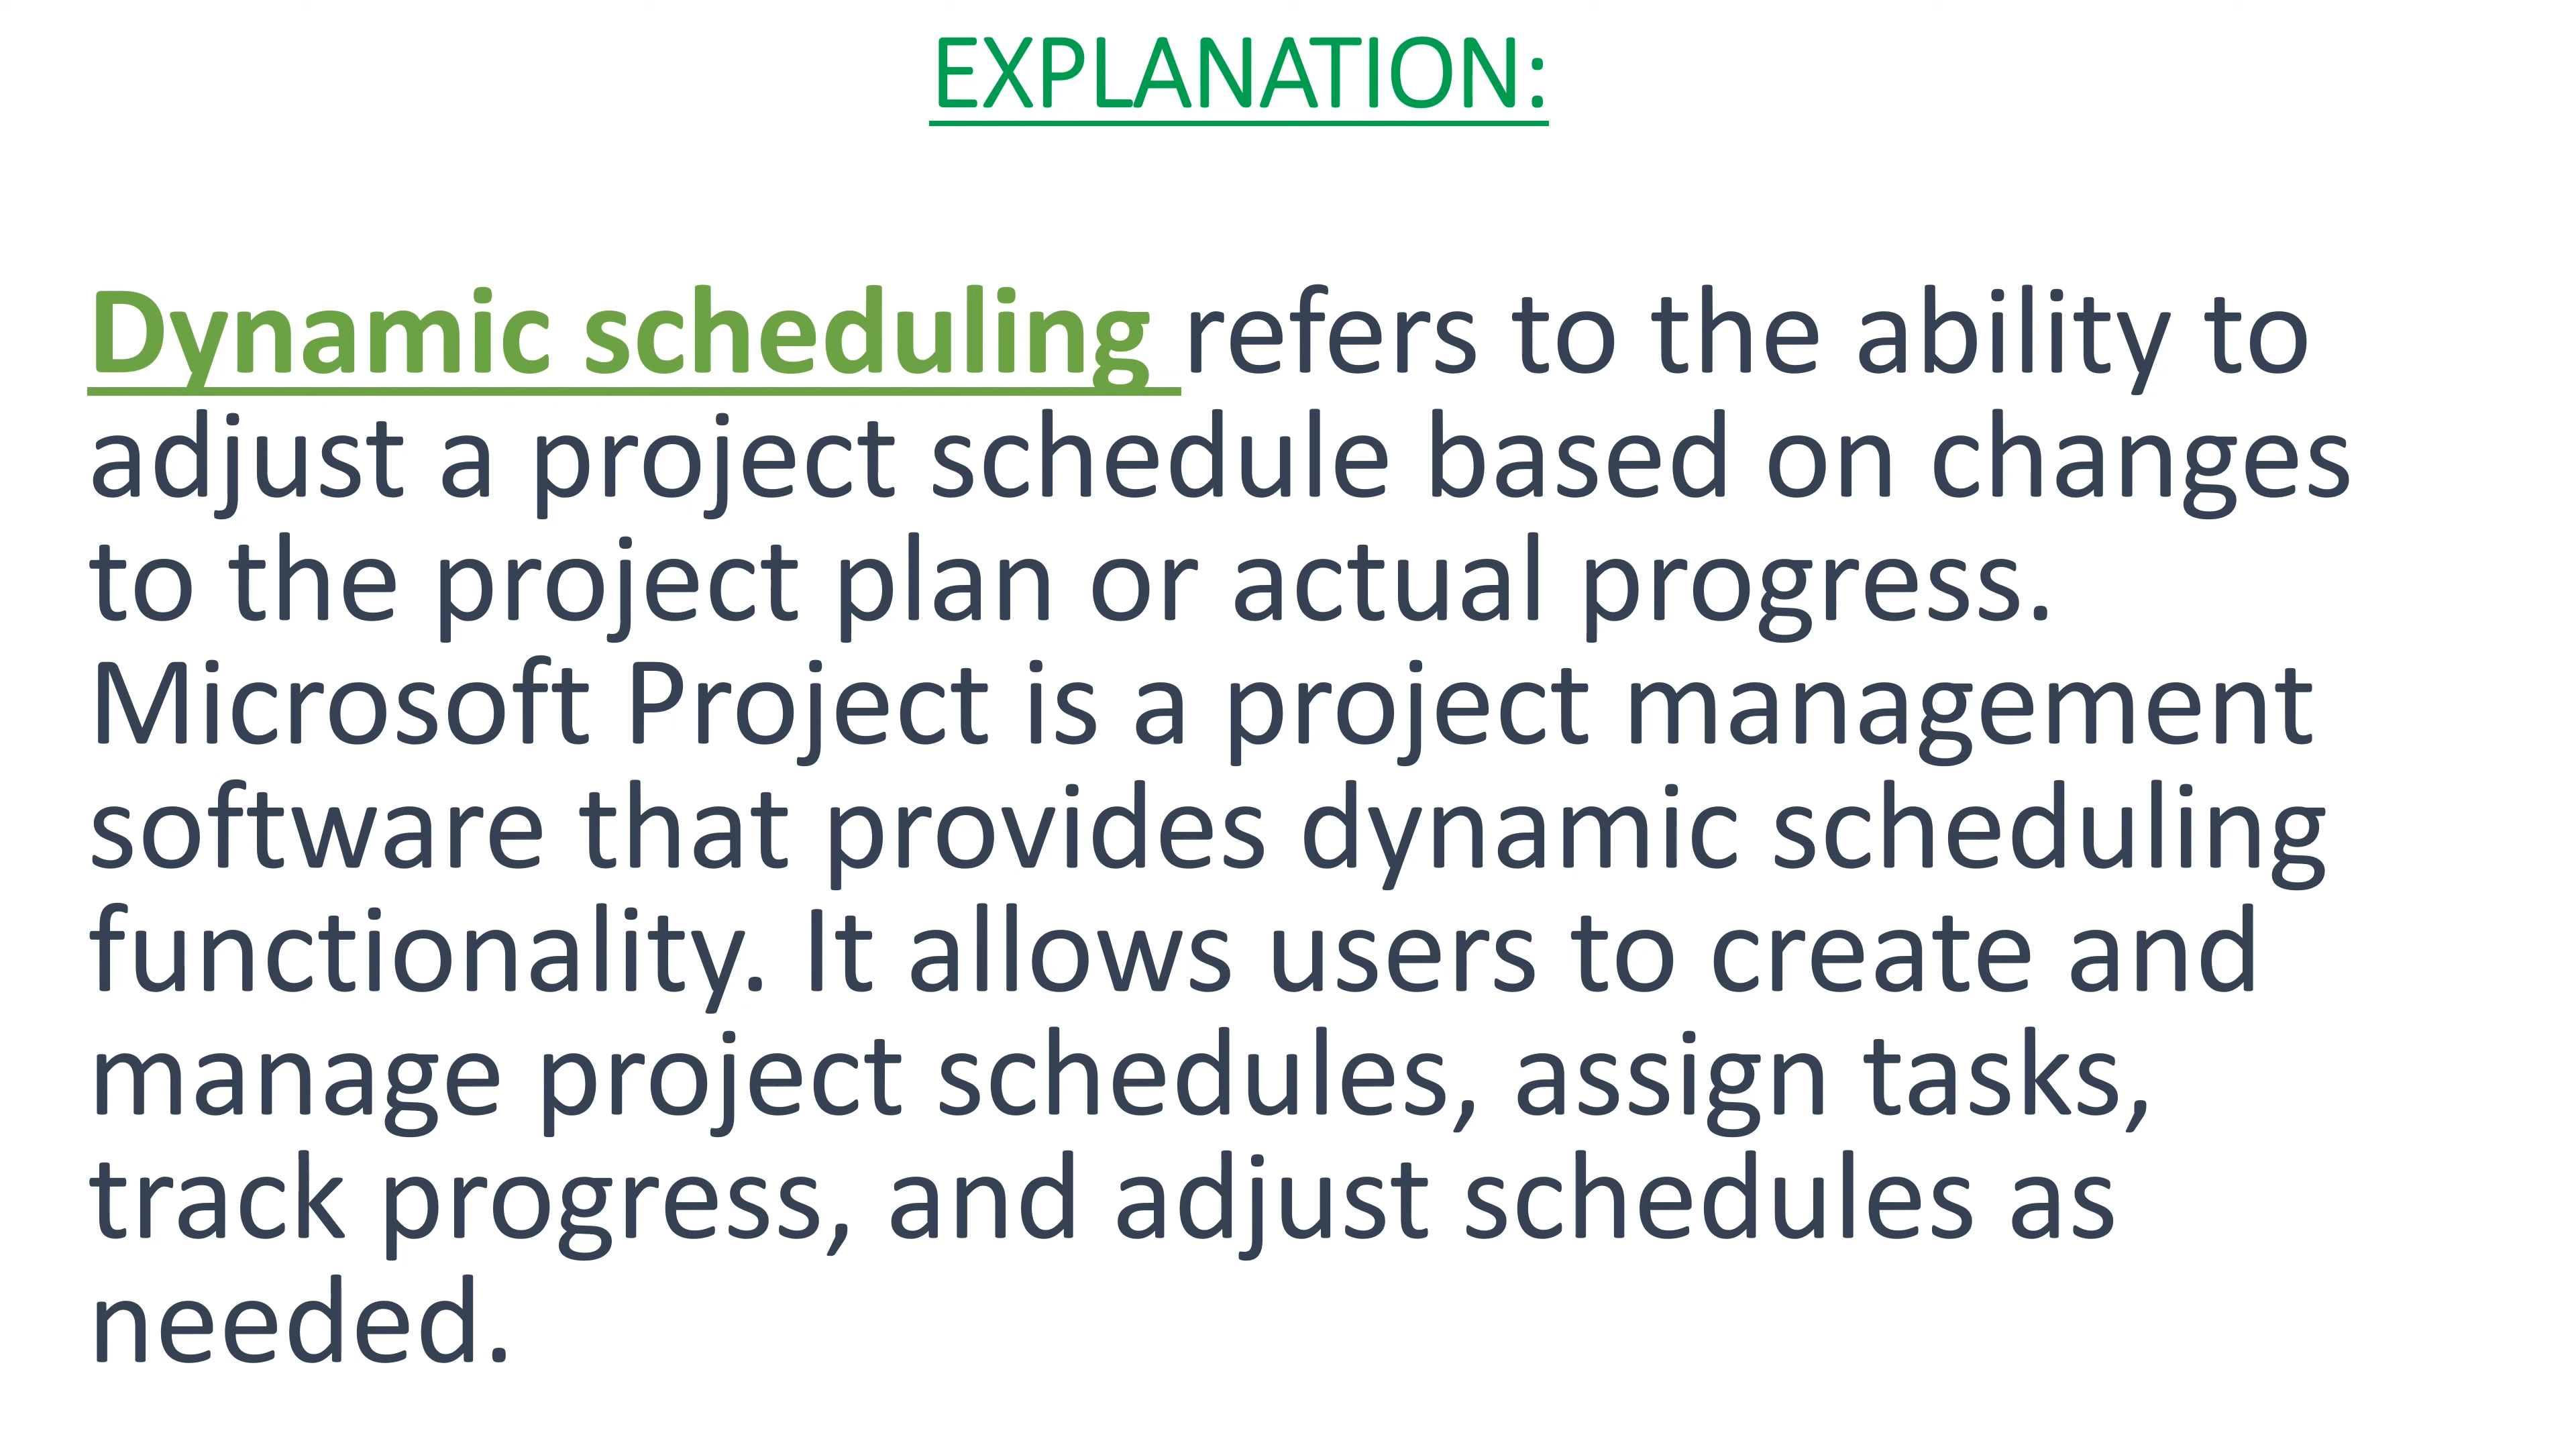 EXPLANATION:
Dynamic scheduling refers to the ability to
adjust a project schedule based on changes
to the project plan or actual progress.
Microsoft Project is a project management
software that provides dynamic scheduling
functionality. It allows users to create and
manage project schedules, assign tasks,
track progress, and adjust schedules as
needed.